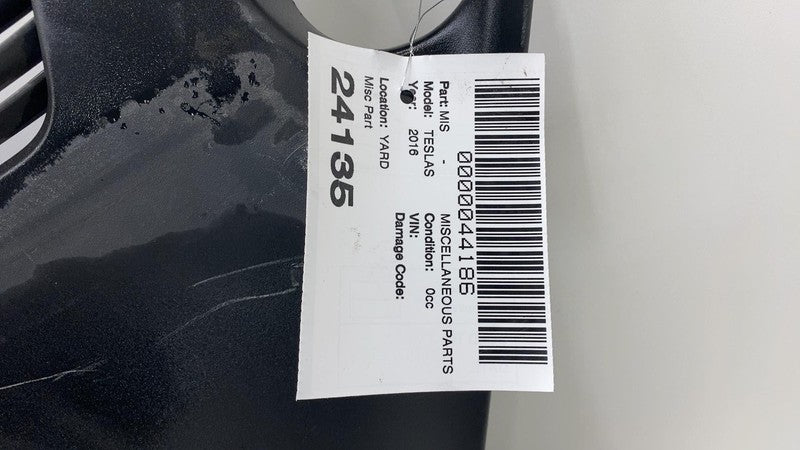 0000044186
Part: MIS - MISCELLANEOUS PARTS
Model: TESLAS Condition: 0cc
Year: 2016 VIN:
Damage Code:
Location: YARD
Misc Part
24135